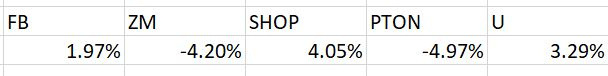 FB ZM SHOP PTON U
1.97% -4.20% 4.05% -4.97% 3.29%